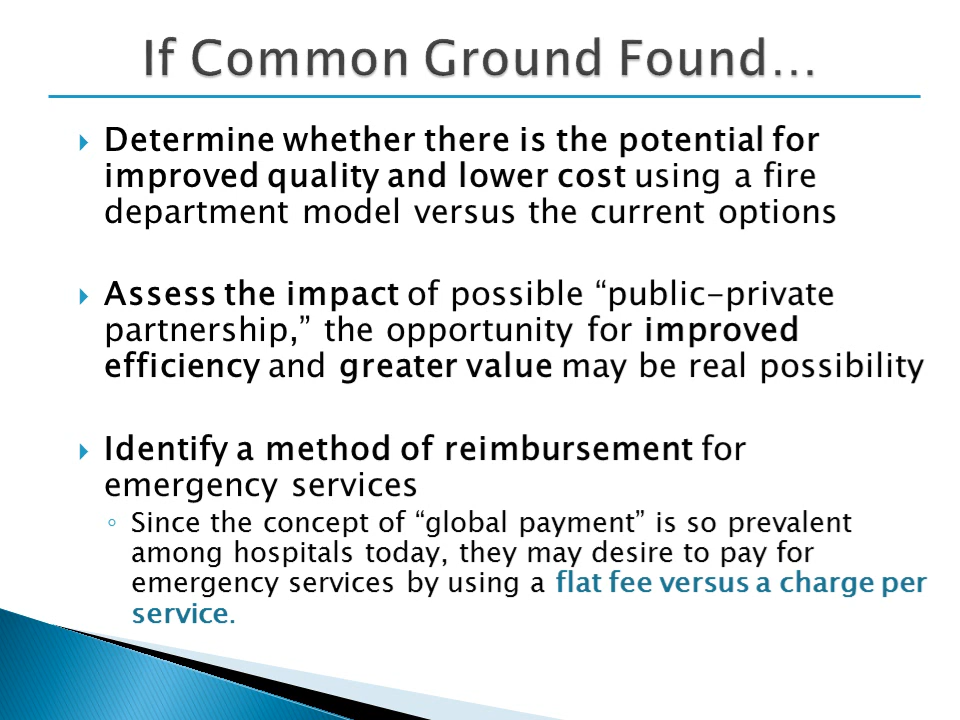 If Common Ground Found…
Determine whether there is the potential for
improved quality and lower cost using a fire
department model versus the current options
Assess the impact of possible “public-private
partnership,” the opportunity for improved
efficiency and greater value may be real possibility
Identify a method of reimbursement for
emergency services
Since the concept of “global payment” is so prevalent
among hospitals today, they may desire to pay for
emergency services by using a flat fee versus a charge per
service.